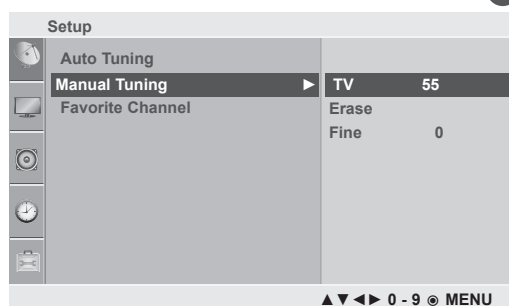 Setup
Auto Tuning
Manual Tuning ► TV 55
Favorite Channel Erase
Fine 0
▲▼◄► 0 - 9 ◉ MENU